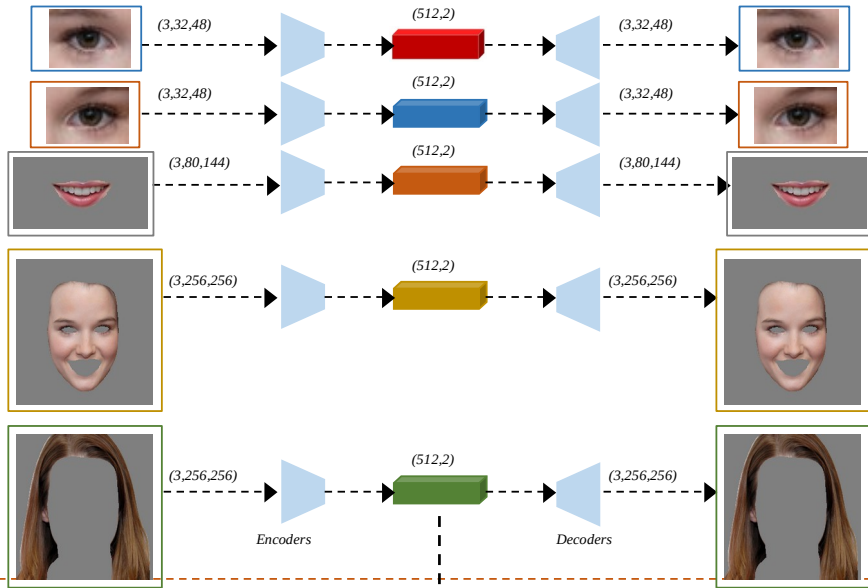 (3,32,48) (512,2) (3,32,48)
(3,32,48) (512,2) (3,32,48)
(3,80,144) (512,2) (3,80,144)
(3,256,256) (512,2) (3,256,256)
(3,256,256) (512,2) (3,256,256)
Encoders Decoders